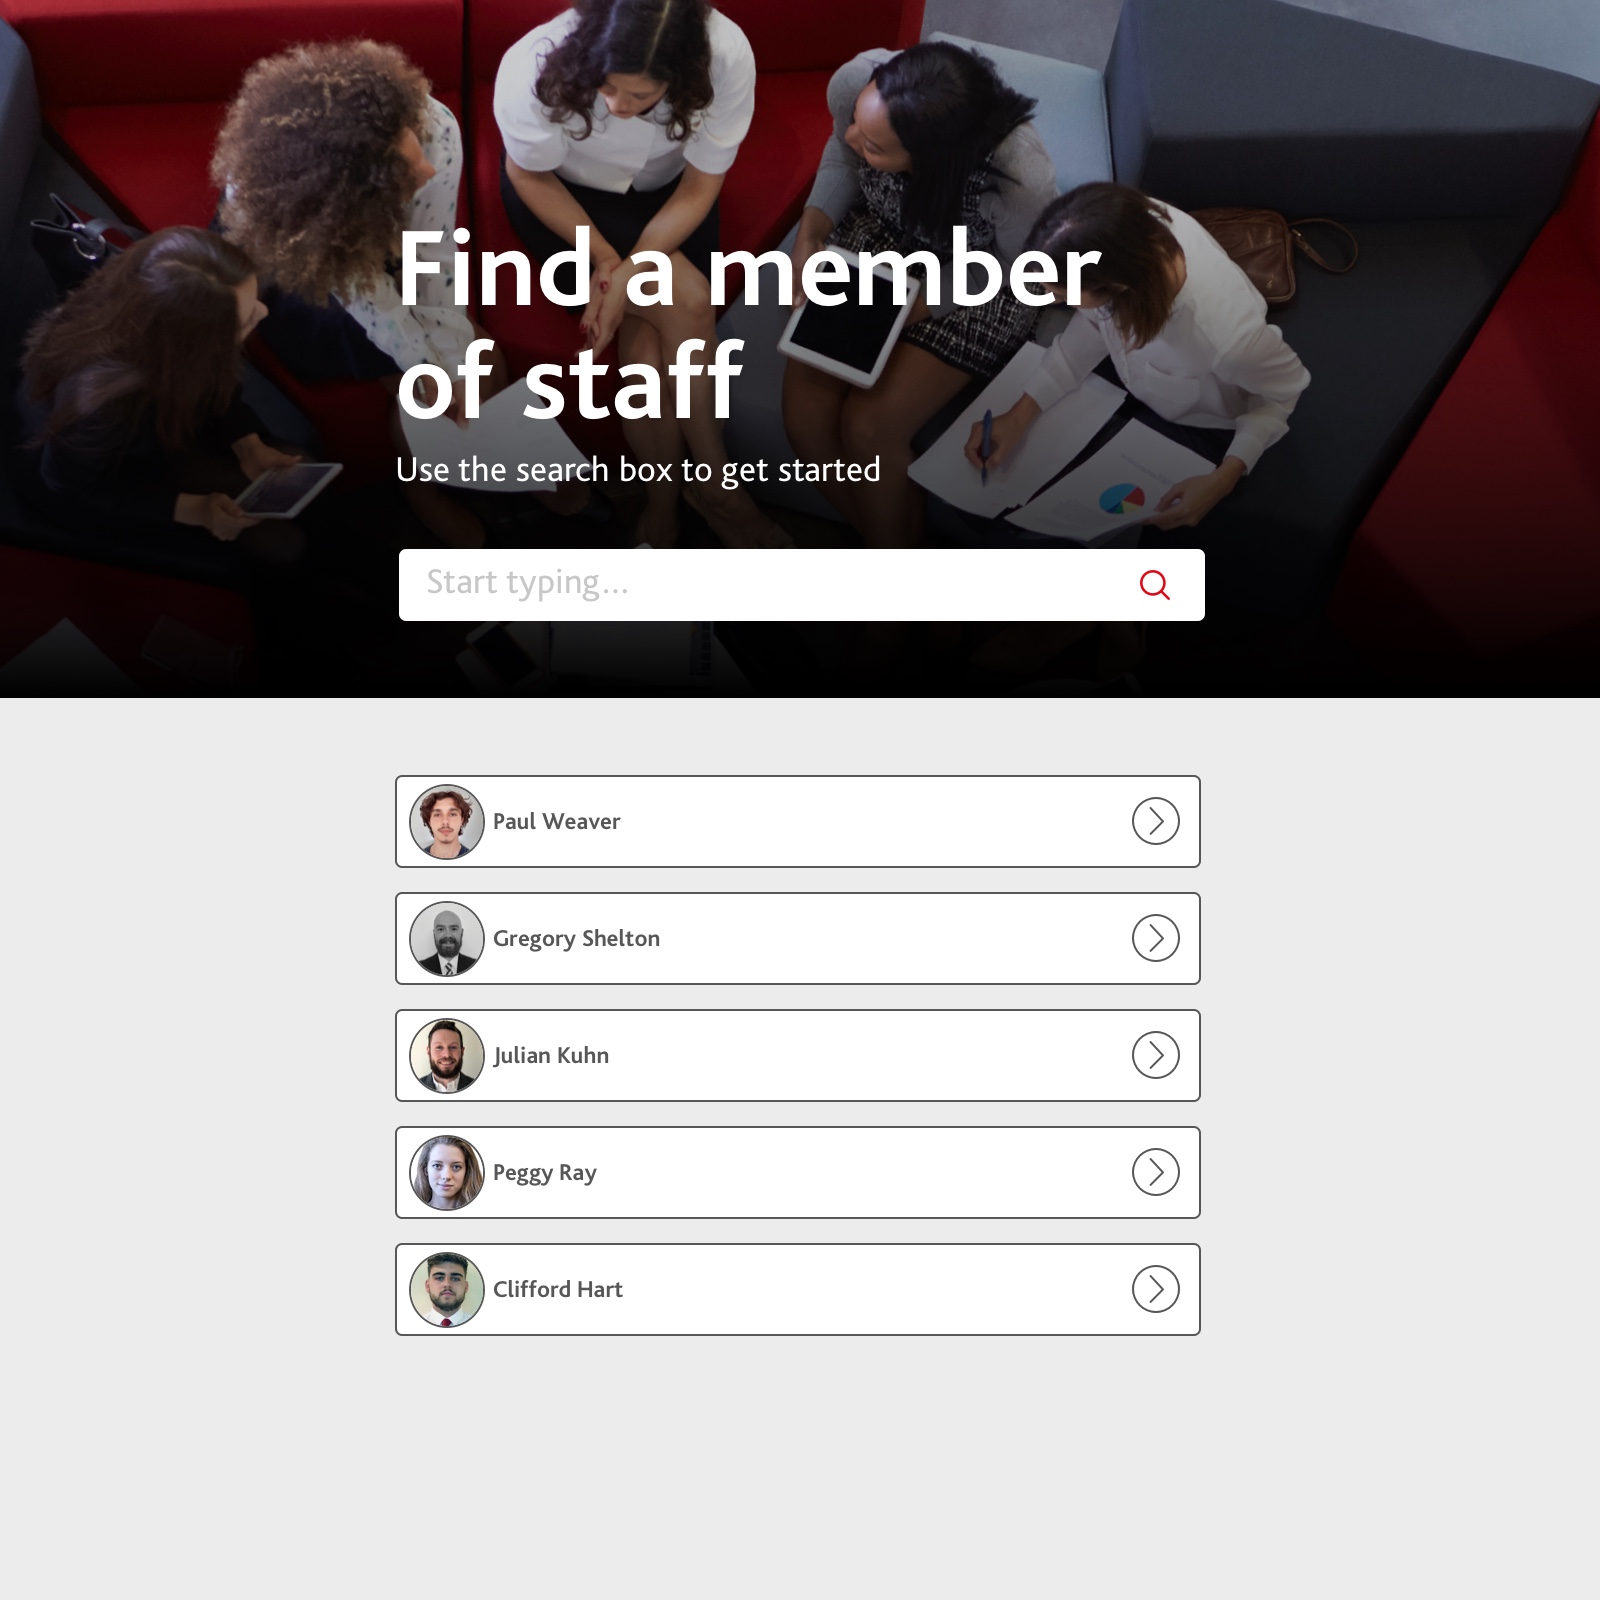 Find a member
of staff
Use the search box to get started
Start typing...
Paul Weaver
Gregory Shelton
Julian Kuhn
Peggy Ray
Clifford Hart